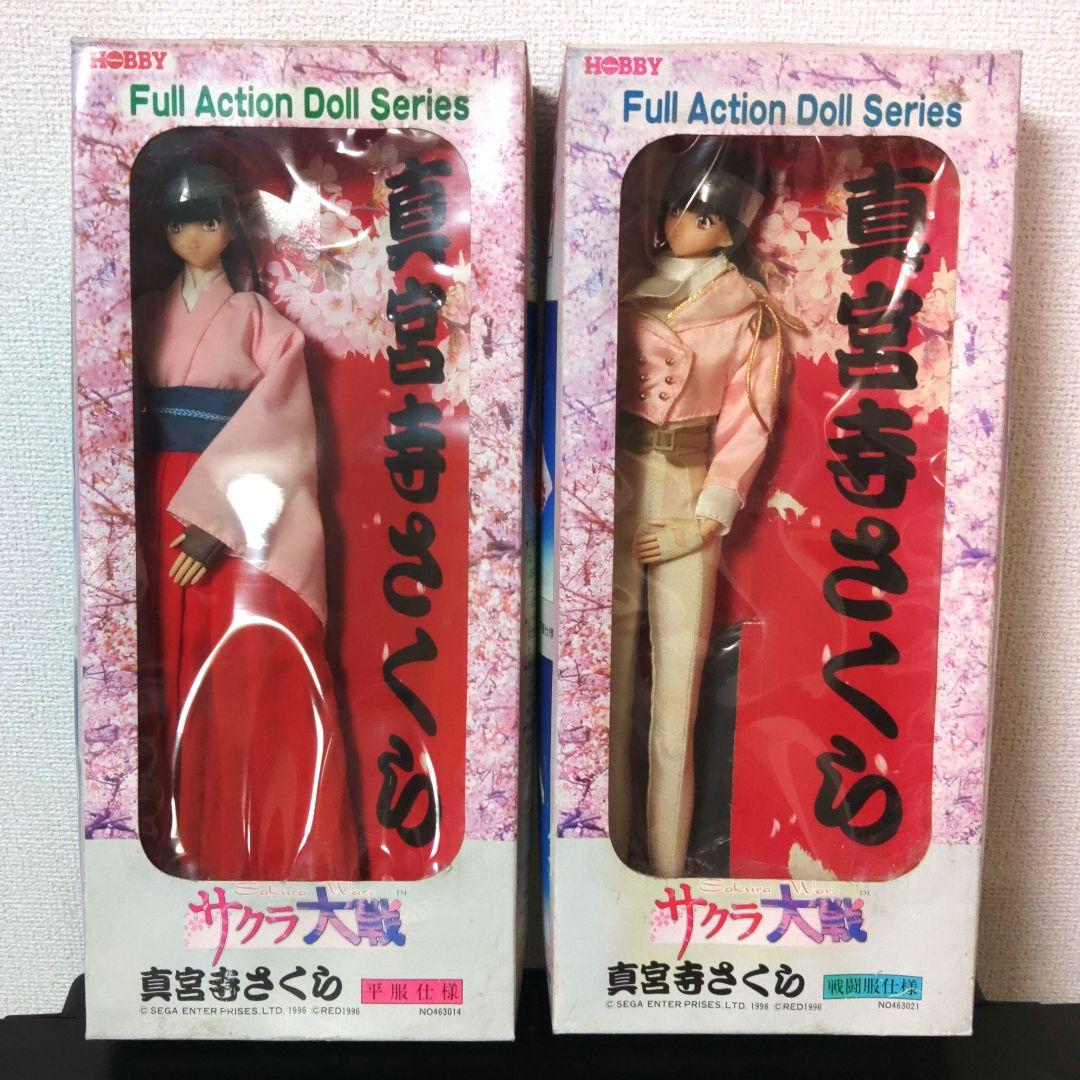 HOBBY
Full Action Doll Series
真宮寺さくら
Sakura Wars TM
サクラ大戦
真宮寺さくら
平服仕様
© SEGA ENTERPRISES.LTD. 1996 ©RED1996
NO463014
HOBBY
Full Action Doll Series
真宮寺さくら
Sakura Wars TM
サクラ大戦
真宮寺さくら
戦闘服仕様
© SEGA ENTERPRISES.LTD. 1996 ©RED1996
NO463021